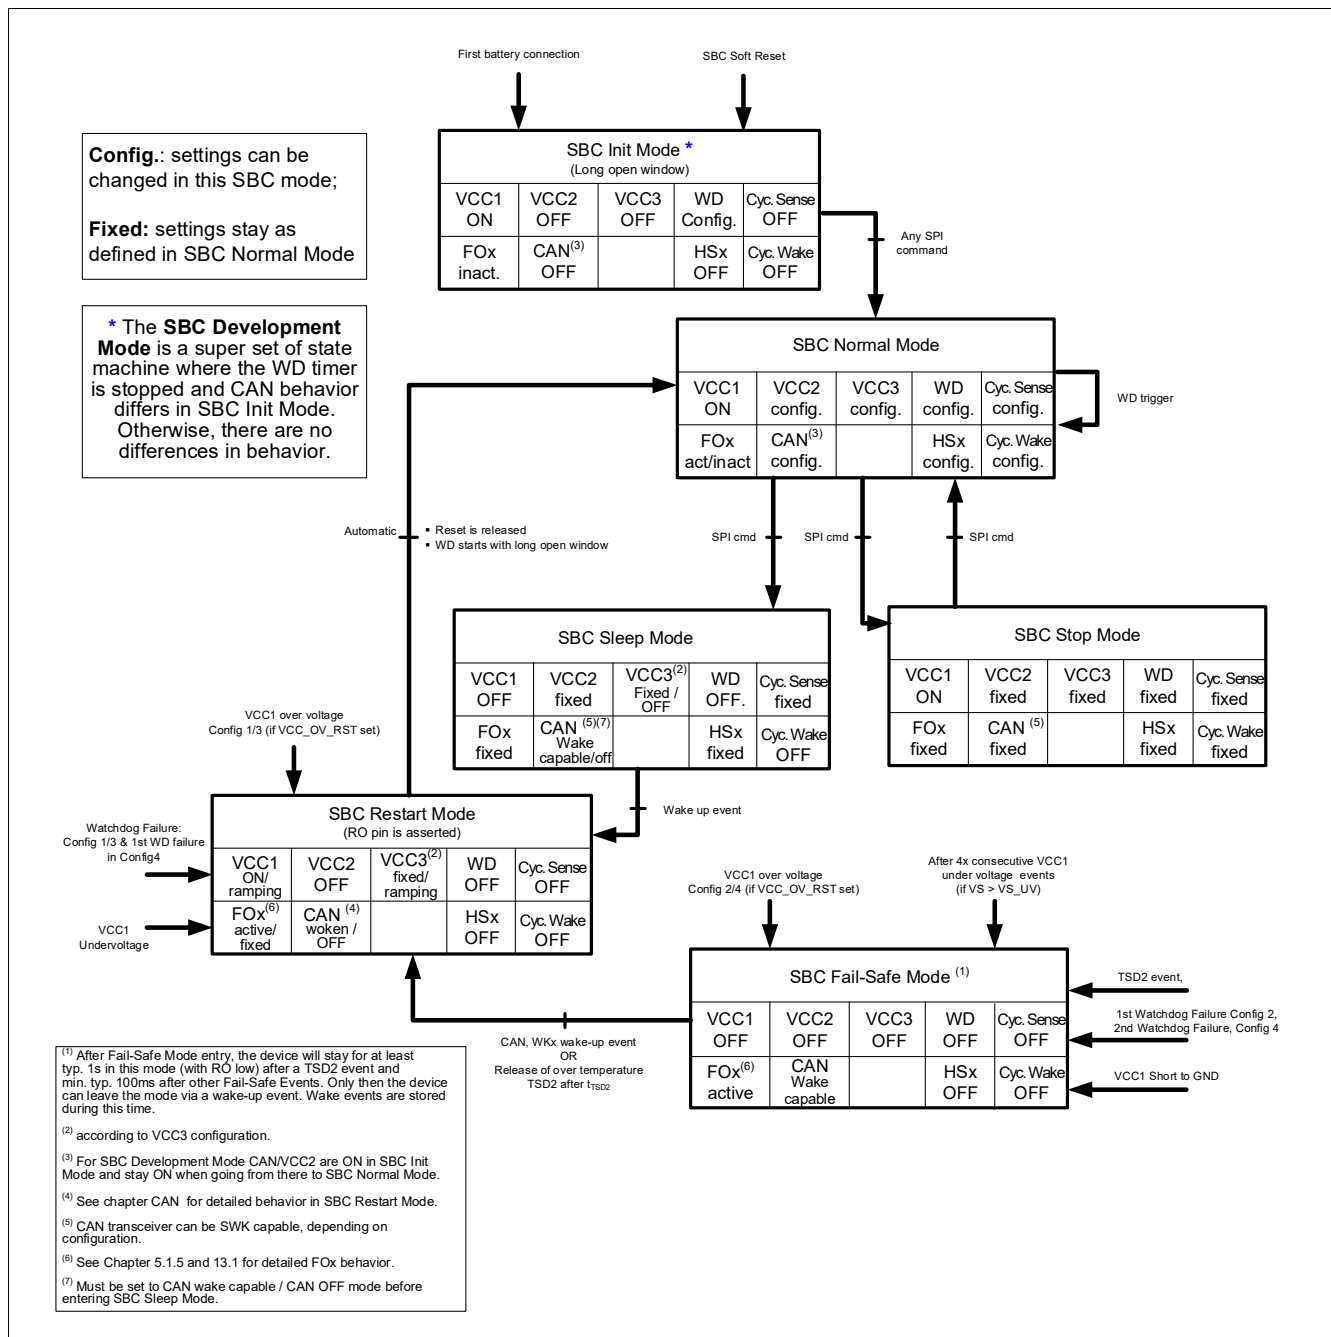 First battery connection
SBC Soft Reset
Config.: settings can be
changed in this SBC mode;
Fixed: settings stay as
defined in SBC Normal Mode
* The SBC Development
Mode is a super set of state
machine where the WD timer
is stopped and CAN behavior
differs in SBC Init Mode.
Otherwise, there are no
differences in behavior.
SBC Init Mode *
(Long open window)
VCC1 VCC2 VCC3 WD Cyc. Sense
ON OFF OFF Config. OFF
FOx CAN(3) HSx Cyc. Wake
inact. OFF OFF OFF
Any SPI
command
SBC Normal Mode
VCC1 VCC2 VCC3 WD Cyc. Sense
ON config. config. config. config.
FOx CAN(3) HSx Cyc. Wake
act/inact config. config. config.
WD trigger
Automatic
▪ Reset is released
▪ WD starts with long open window
SPI cmd
SPI cmd
SPI cmd
SBC Sleep Mode
VCC1 VCC2 VCC3(2) WD Cyc. Sense
OFF fixed Fixed / OFF OFF. fixed
FOx CAN (5)(7) HSx Cyc. Wake
fixed Wake capable/off fixed OFF
SBC Stop Mode
VCC1 VCC2 VCC3 WD Cyc. Sense
ON fixed fixed fixed fixed
FOx CAN (5) HSx Cyc. Wake
fixed fixed fixed fixed
VCC1 over voltage
Config 1/3 (if VCC_OV_RST set)
Wake up event
Watchdog Failure:
Config 1/3 & 1st WD failure
in Config4
VCC1
Undervoltage
SBC Restart Mode
(RO pin is asserted)
VCC1 VCC2 VCC3(2) WD Cyc. Sense
ON/ ramping OFF fixed/ ramping OFF OFF
FOx(6) CAN (4) HSx Cyc. Wake
active/ fixed woken / OFF OFF OFF
VCC1 over voltage
Config 2/4 (if VCC_OV_RST set)
After 4x consecutive VCC1
under voltage events
(if VS > VS_UV)
SBC Fail-Safe Mode (1)
VCC1 VCC2 VCC3 WD Cyc. Sense
OFF OFF OFF OFF OFF
FOx(6) CAN HSx Cyc. Wake
active Wake capable OFF OFF
TSD2 event,
1st Watchdog Failure Config 2,
2nd Watchdog Failure, Config 4
VCC1 Short to GND
CAN, WKx wake-up event
OR
Release of over temperature
TSD2 after tTSD2
(1) After Fail-Safe Mode entry, the device will stay for at least
typ. 1s in this mode (with RO low) after a TSD2 event and
min. typ. 100ms after other Fail-Safe Events. Only then the device
can leave the mode via a wake-up event. Wake events are stored
during this time.
(2) according to VCC3 configuration.
(3) For SBC Development Mode CAN/VCC2 are ON in SBC Init
Mode and stay ON when going from there to SBC Normal Mode.
(4) See chapter CAN for detailed behavior in SBC Restart Mode.
(5) CAN transceiver can be SWK capable, depending on
configuration.
(6) See Chapter 5.1.5 and 13.1 for detailed FOx behavior.
(7) Must be set to CAN wake capable / CAN OFF mode before
entering SBC Sleep Mode.